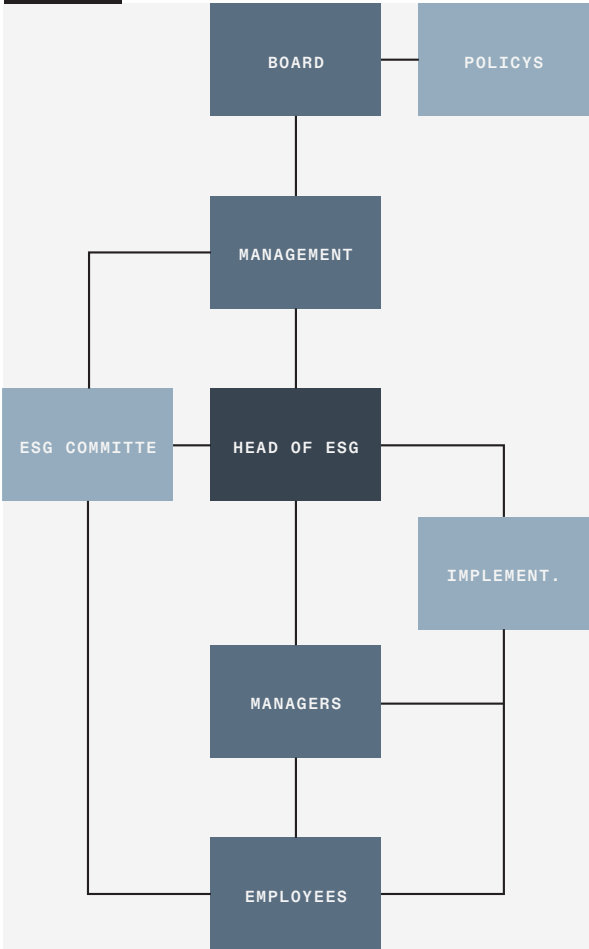 BOARD
POLICYS
MANAGEMENT
ESG COMMITTE
HEAD OF ESG
IMPLEMENT.
MANAGERS
EMPLOYEES